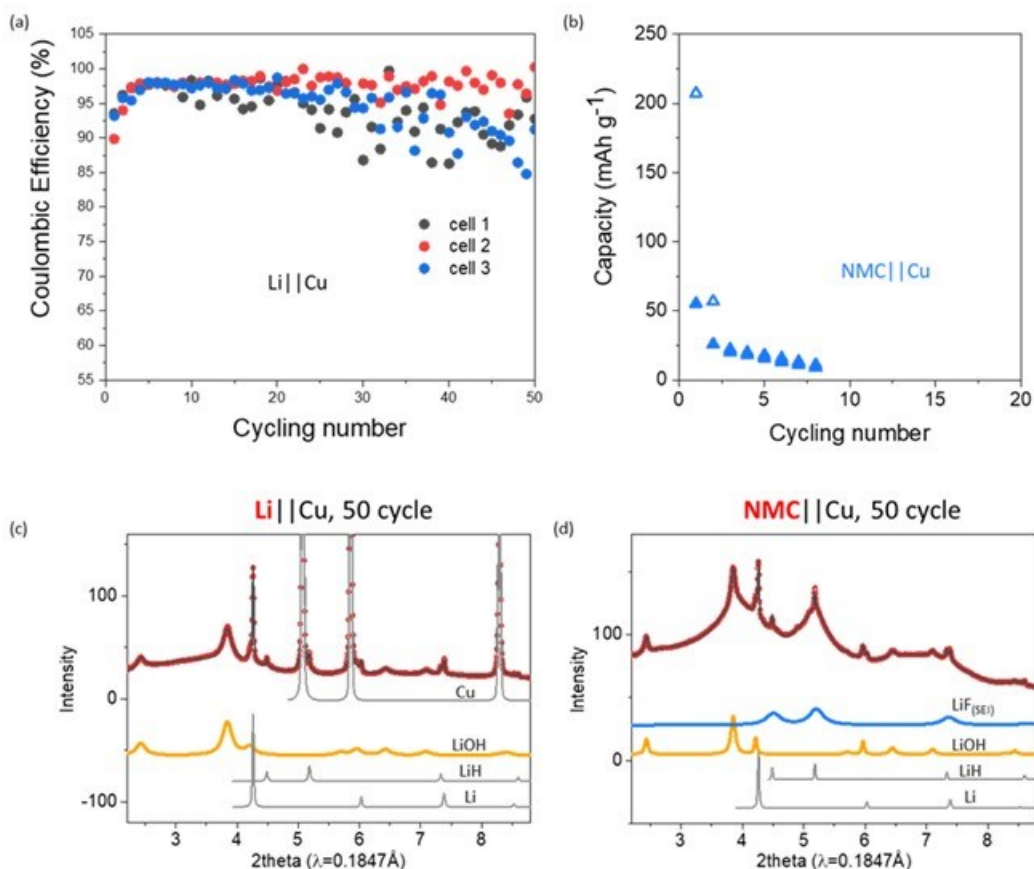 (a)
Coulombic Efficiency (%)
105
100
95
90
85
80
75
70
65
60
55
0
10
20
30
40
50
Cycling number
cell 1
cell 2
cell 3
Li||Cu
(b)
Capacity (mAh g-1)
250
200
150
100
50
0
0
5
10
15
20
Cycling number
NMC||Cu
(c)
Li||Cu, 50 cycle
Intensity
100
0
-100
Cu
LiOH
LiH
Li
3
4
5
6
7
8
2theta (λ=0.1847Å)
(d)
NMC||Cu, 50 cycle
Intensity
100
0
LiF(SEI)
LiOH
LiH
Li
3
4
5
6
7
8
2theta (λ=0.1847Å)